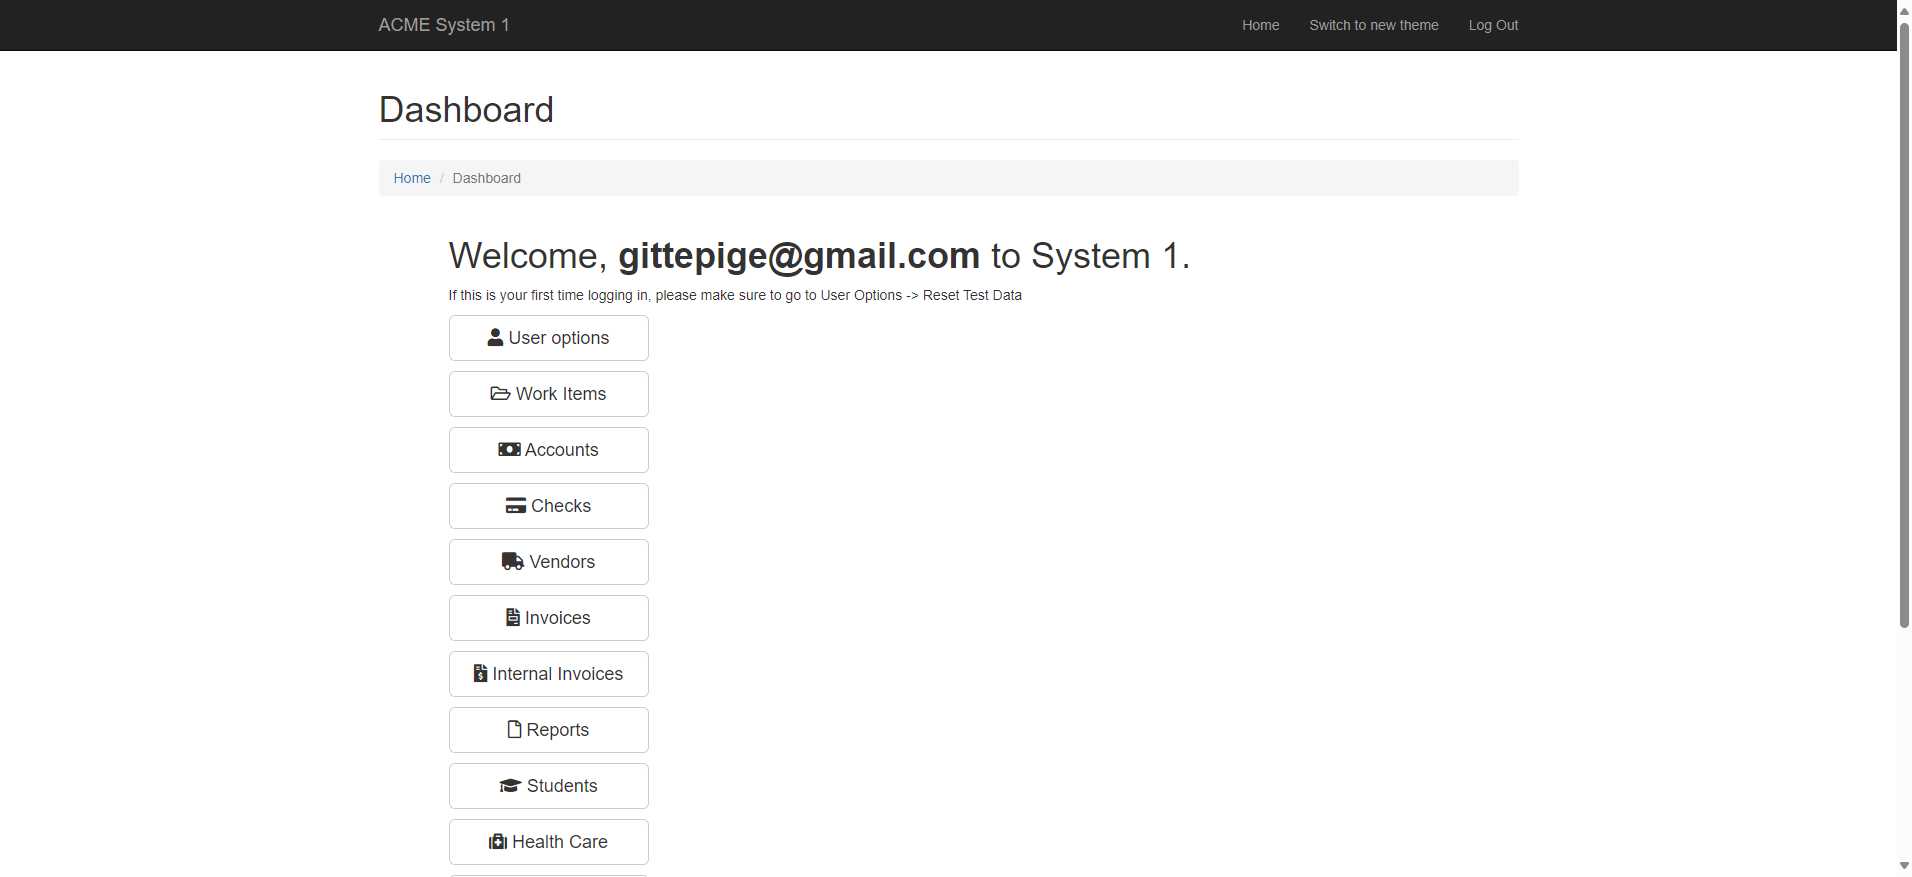 ACME System 1
Home
Switch to new theme
Log Out
Dashboard
Home / Dashboard
Welcome, gittepige@gmail.com to System 1.
If this is your first time logging in, please make sure to go to User Options -> Reset Test Data
User options
Work Items
Accounts
Checks
Vendors
Invoices
Internal Invoices
Reports
Students
Health Care